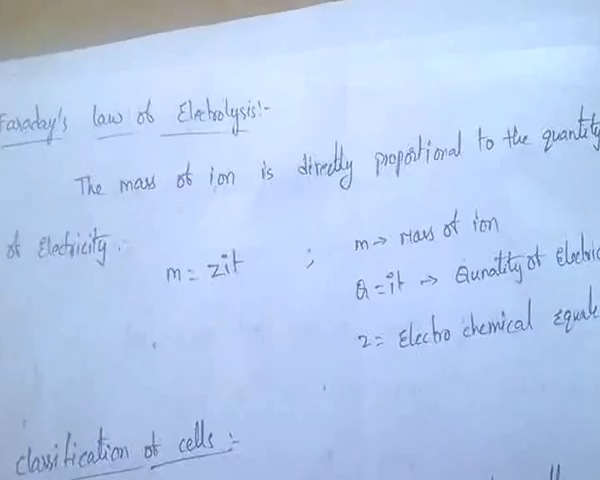 Faraday's law of Electrolysis:-
The mass of ion is directly proportional to the quantity
of Electricity.
m = zit ; m → Mass of ion
Q = it → Qunatity of
z = Electro chemical
Classification of cells :-